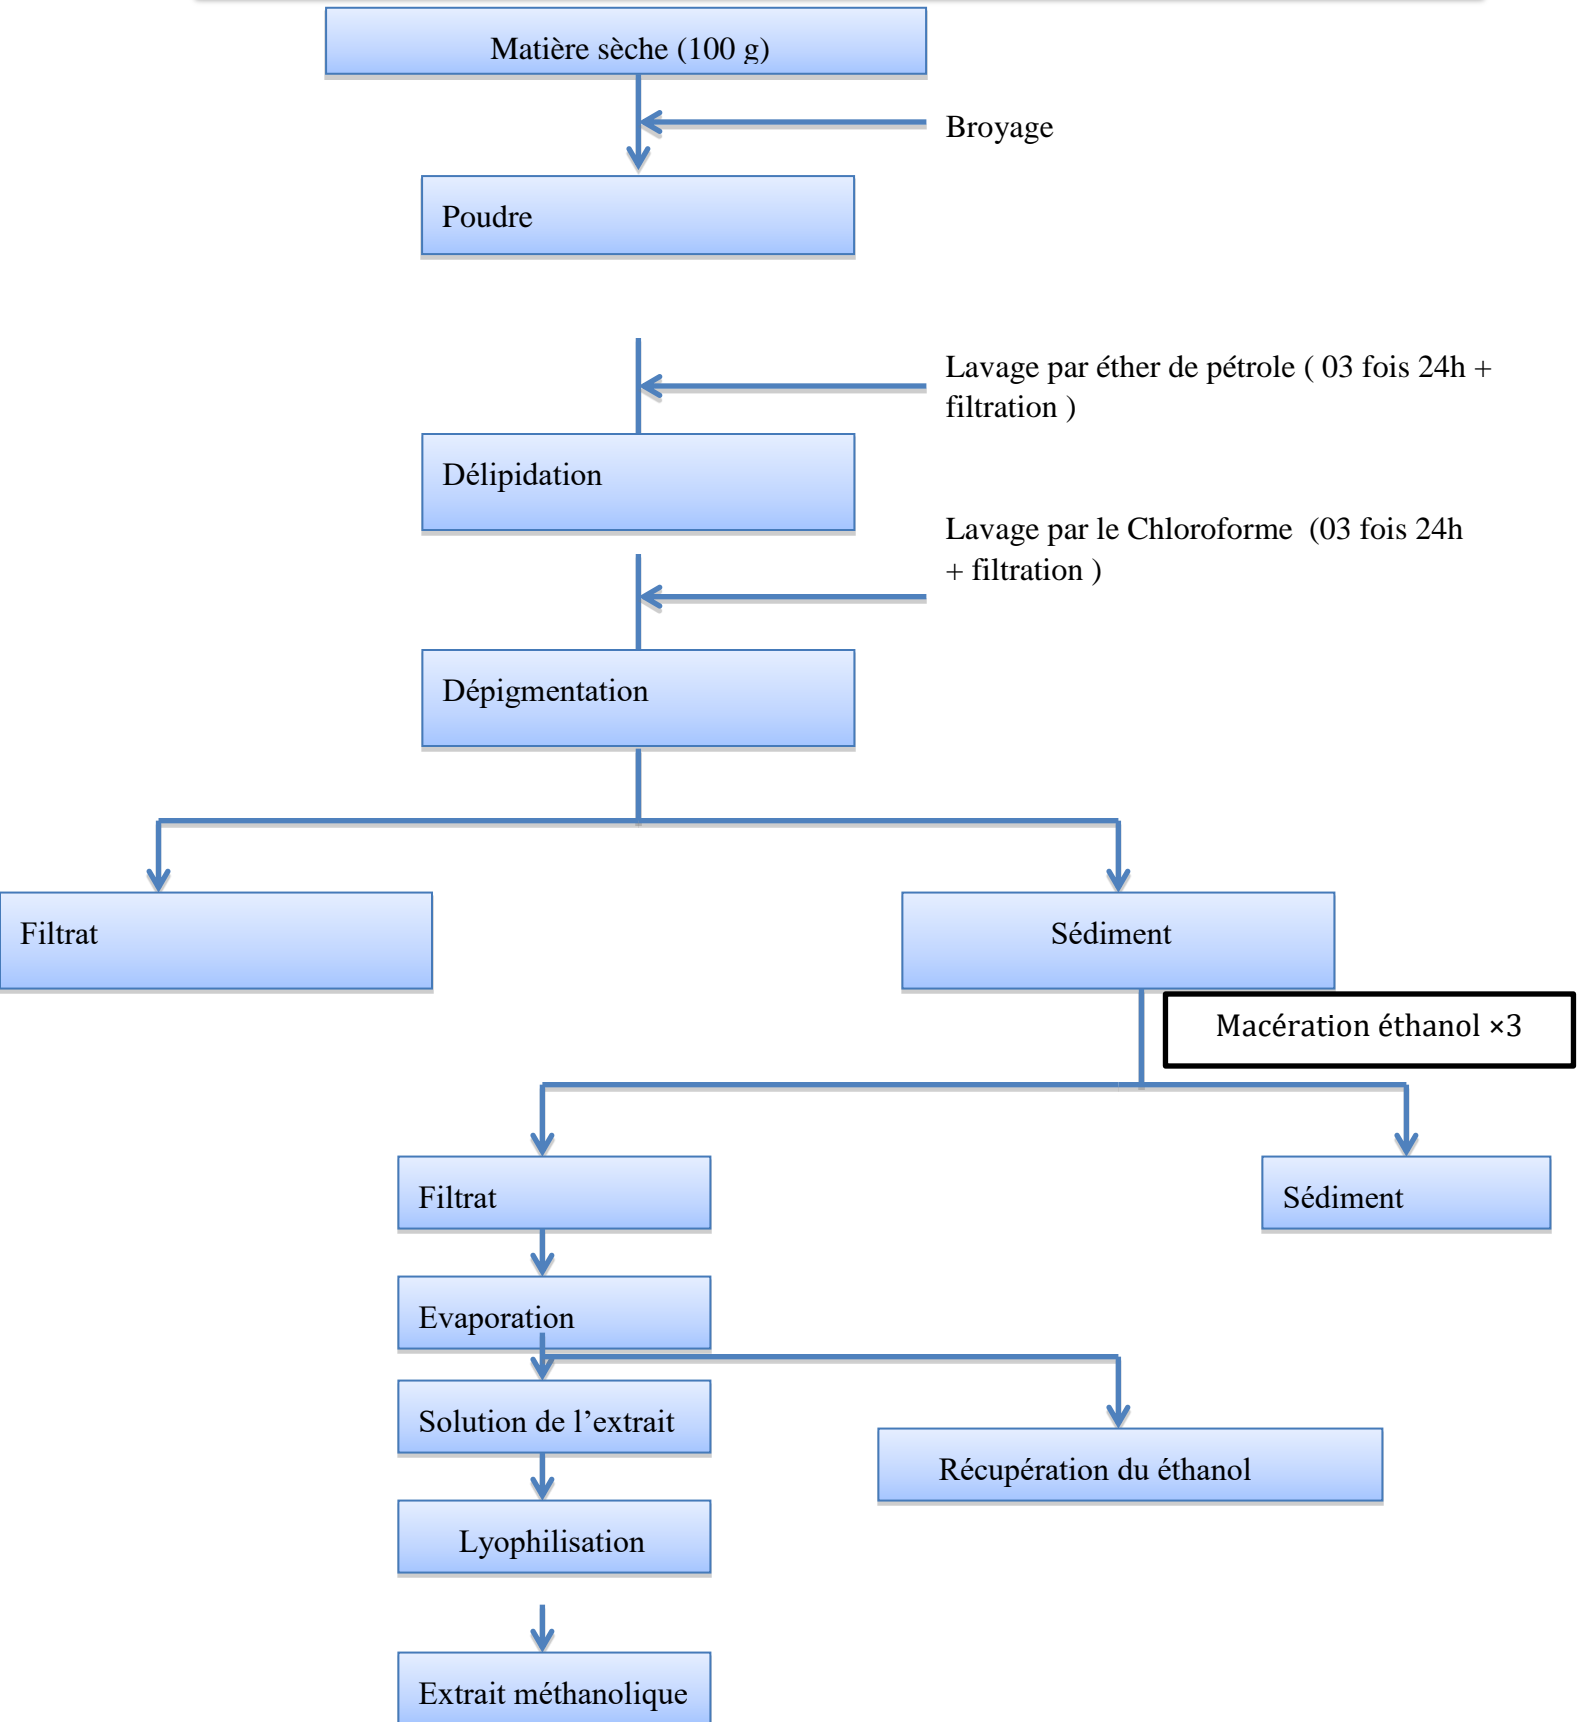 Matière sèche (100 g)
Broyage
Poudre
Lavage par éther de pétrole ( 03 fois 24h +
filtration )
Délipidation
Lavage par le Chloroforme  (03 fois 24h
+ filtration )
Dépigmentation
Filtrat
Sédiment
Macération éthanol ×3
Filtrat
Sédiment
Evaporation
Solution de l’extrait
Récupération du éthanol
Lyophilisation
Extrait méthanolique